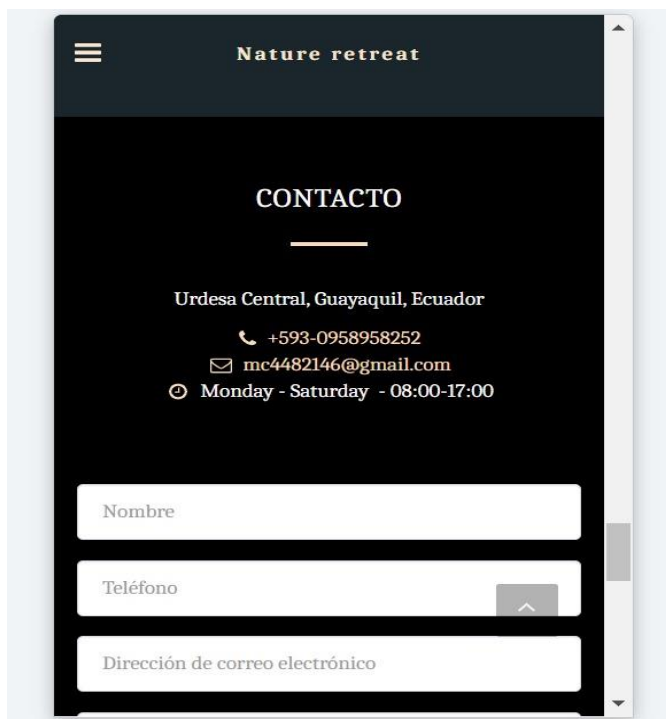 Nature retreat
CONTACTO
Urdesa Central, Guayaquil, Ecuador
+593-0958958252
mc4482146@gmail.com
Monday - Saturday - 08:00-17:00
Nombre
Teléfono
Dirección de correo electrónico